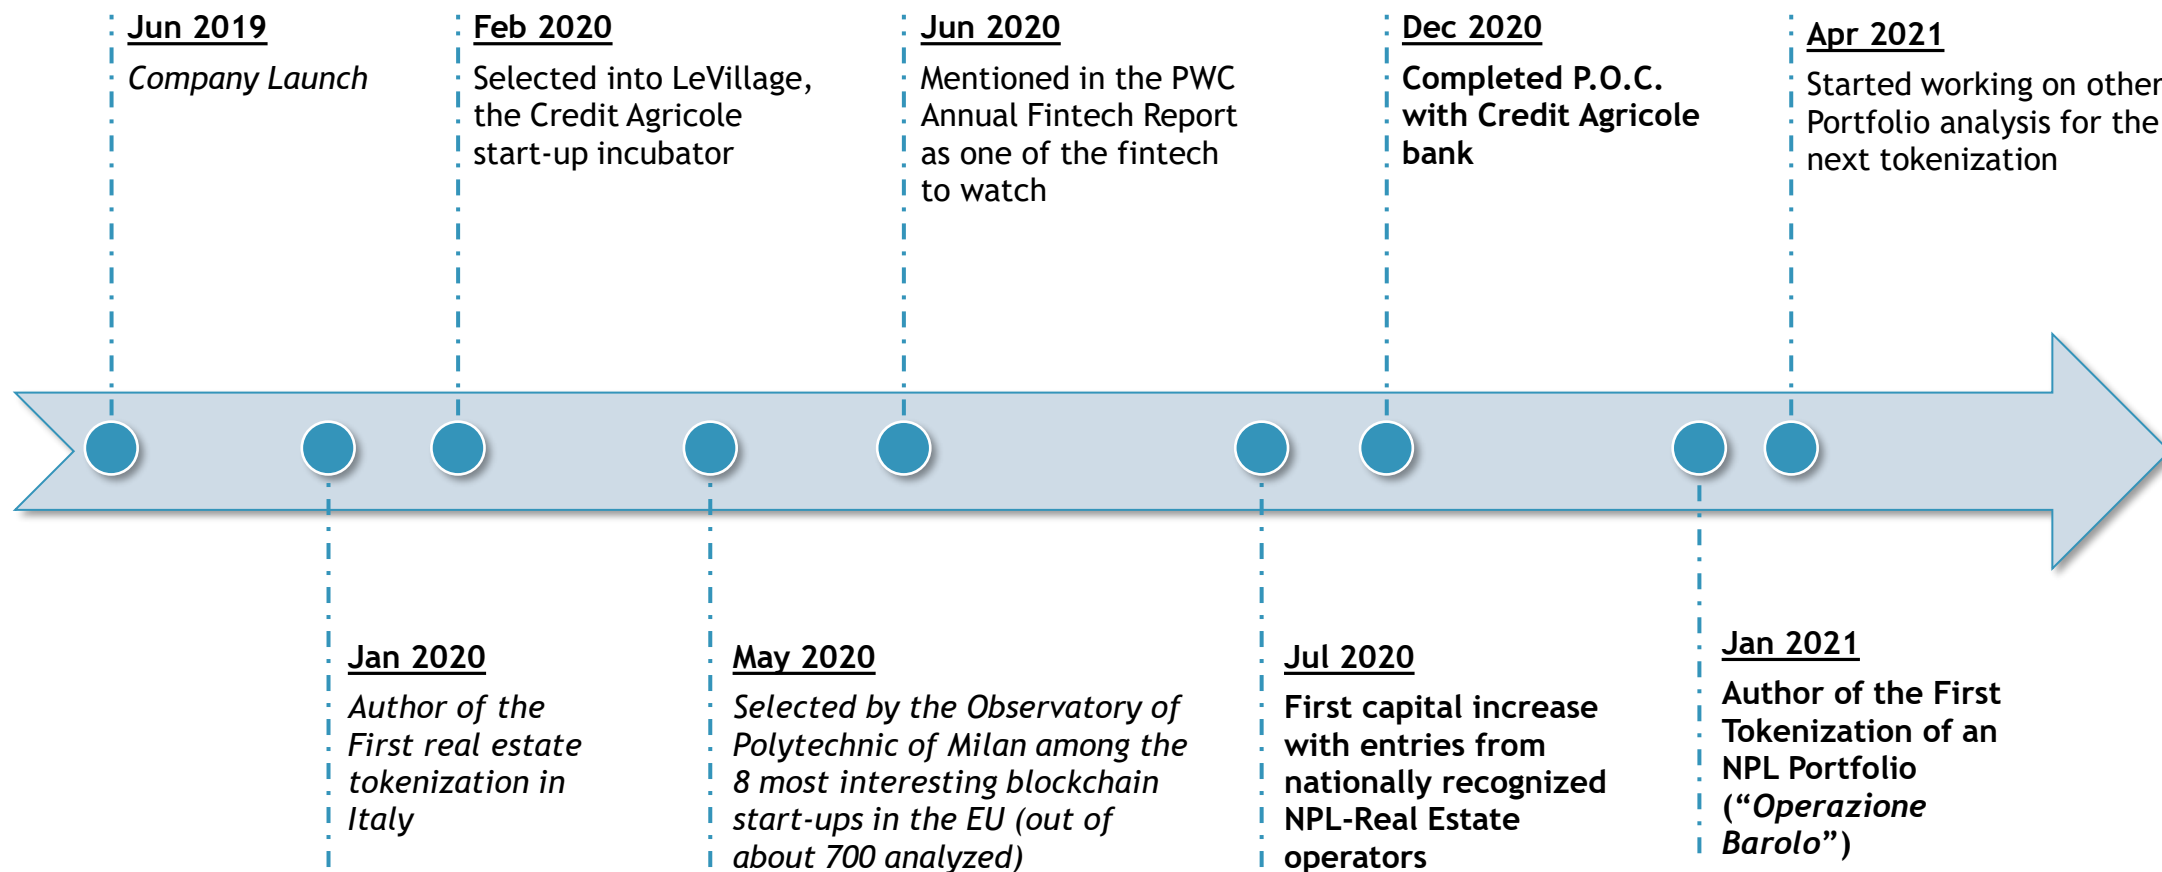 Jun 2019
Company Launch
Feb 2020
Selected into LeVillage,
the Credit Agricole
start-up incubator
Jun 2020
Mentioned in the PWC
Annual Fintech Report
as one of the fintech
to watch
Dec 2020
Completed P.O.C.
with Credit Agricole
bank
Apr 2021
Started working on other
Portfolio analysis for the
next tokenization
Jan 2020
Author of the
First real estate
tokenization in
Italy
May 2020
Selected by the Observatory of
Polytechnic of Milan among the
8 most interesting blockchain
start-ups in the EU (out of
about 700 analyzed)
Jul 2020
First capital increase
with entries from
nationally recognized
NPL-Real Estate
operators
Jan 2021
Author of the First
Tokenization of an
NPL Portfolio
(“Operazione
Barolo”)